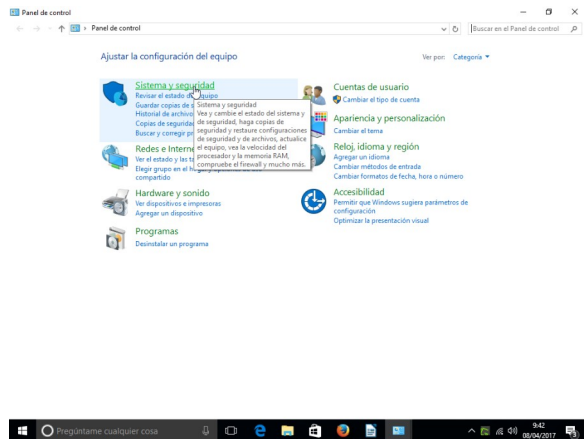 Panel de control
Panel de control
Buscar en el Panel de control
Ajustar la configuración del equipo
Ver por:
Categoría
Sistema y seguridad
Revisar el estado del equipo
Guardar copias de s
Historial de archivo
Copias de seguridad
Buscar y corregir pr
Sistema y seguridad
Vea y cambie el estado del sistema y
de seguridad, haga copias de
seguridad y restaure configuraciones
de seguridad y de archivos, actualice
el equipo, vea la velocidad del
procesador y la memoria RAM,
compruebe el firewall y mucho más.
Redes e Interne
Ver el estado y las ta
Elegir grupo en el
compartido
Hardware y sonido
Ver dispositivos e impresoras
Agregar un dispositivo
Programas
Desinstalar un programa
Cuentas de usuario
Cambiar el tipo de cuenta
Apariencia y personalización
Cambiar el tema
Reloj, idioma y región
Agregar un idioma
Cambiar métodos de entrada
Cambiar formatos de fecha, hora o número
Accesibilidad
Permitir que Windows sugiera parámetros de
configuración
Optimizar la presentación visual
Pregúntame cualquier cosa
9:42
08/04/2017